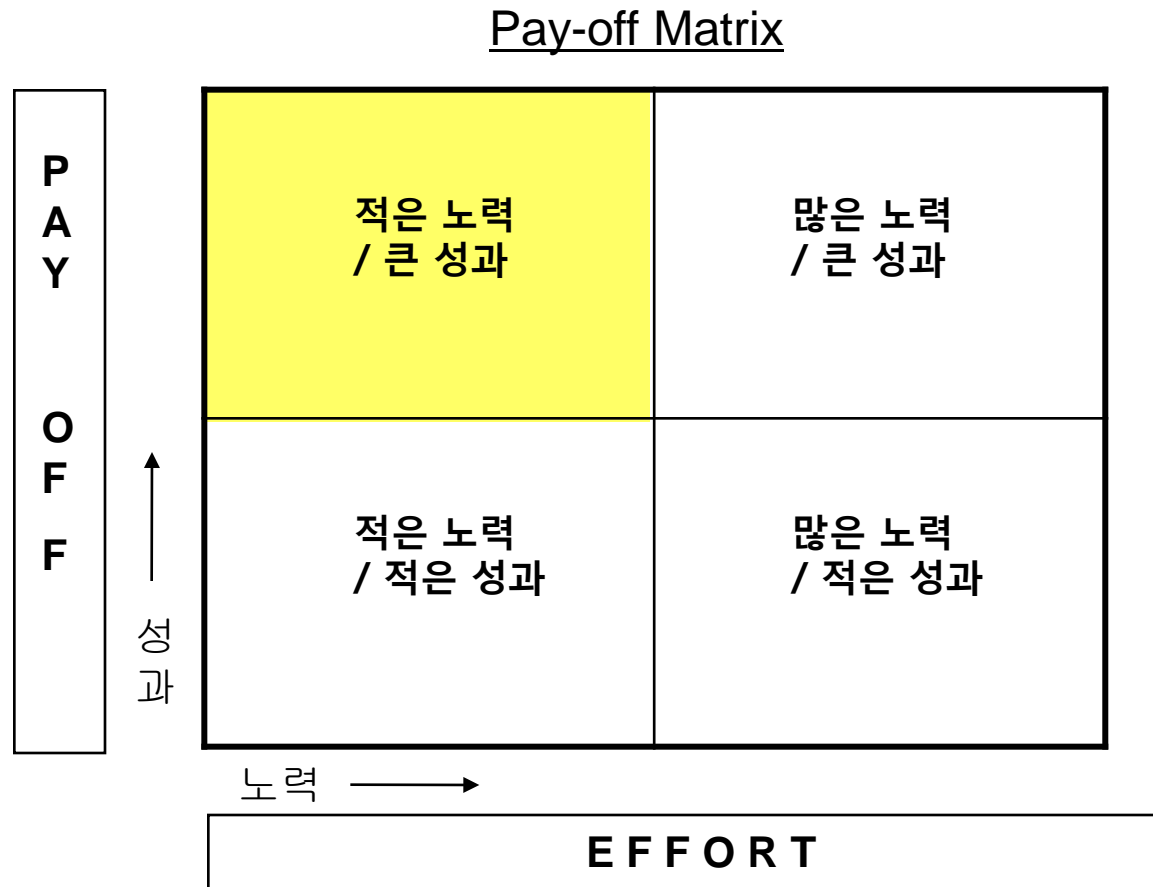 Pay-off Matrix
PAY OFF
적은 노력
/ 큰 성과
많은 노력
/ 큰 성과
적은 노력
/ 적은 성과
많은 노력
/ 적은 성과
성과
노력
EFFORT